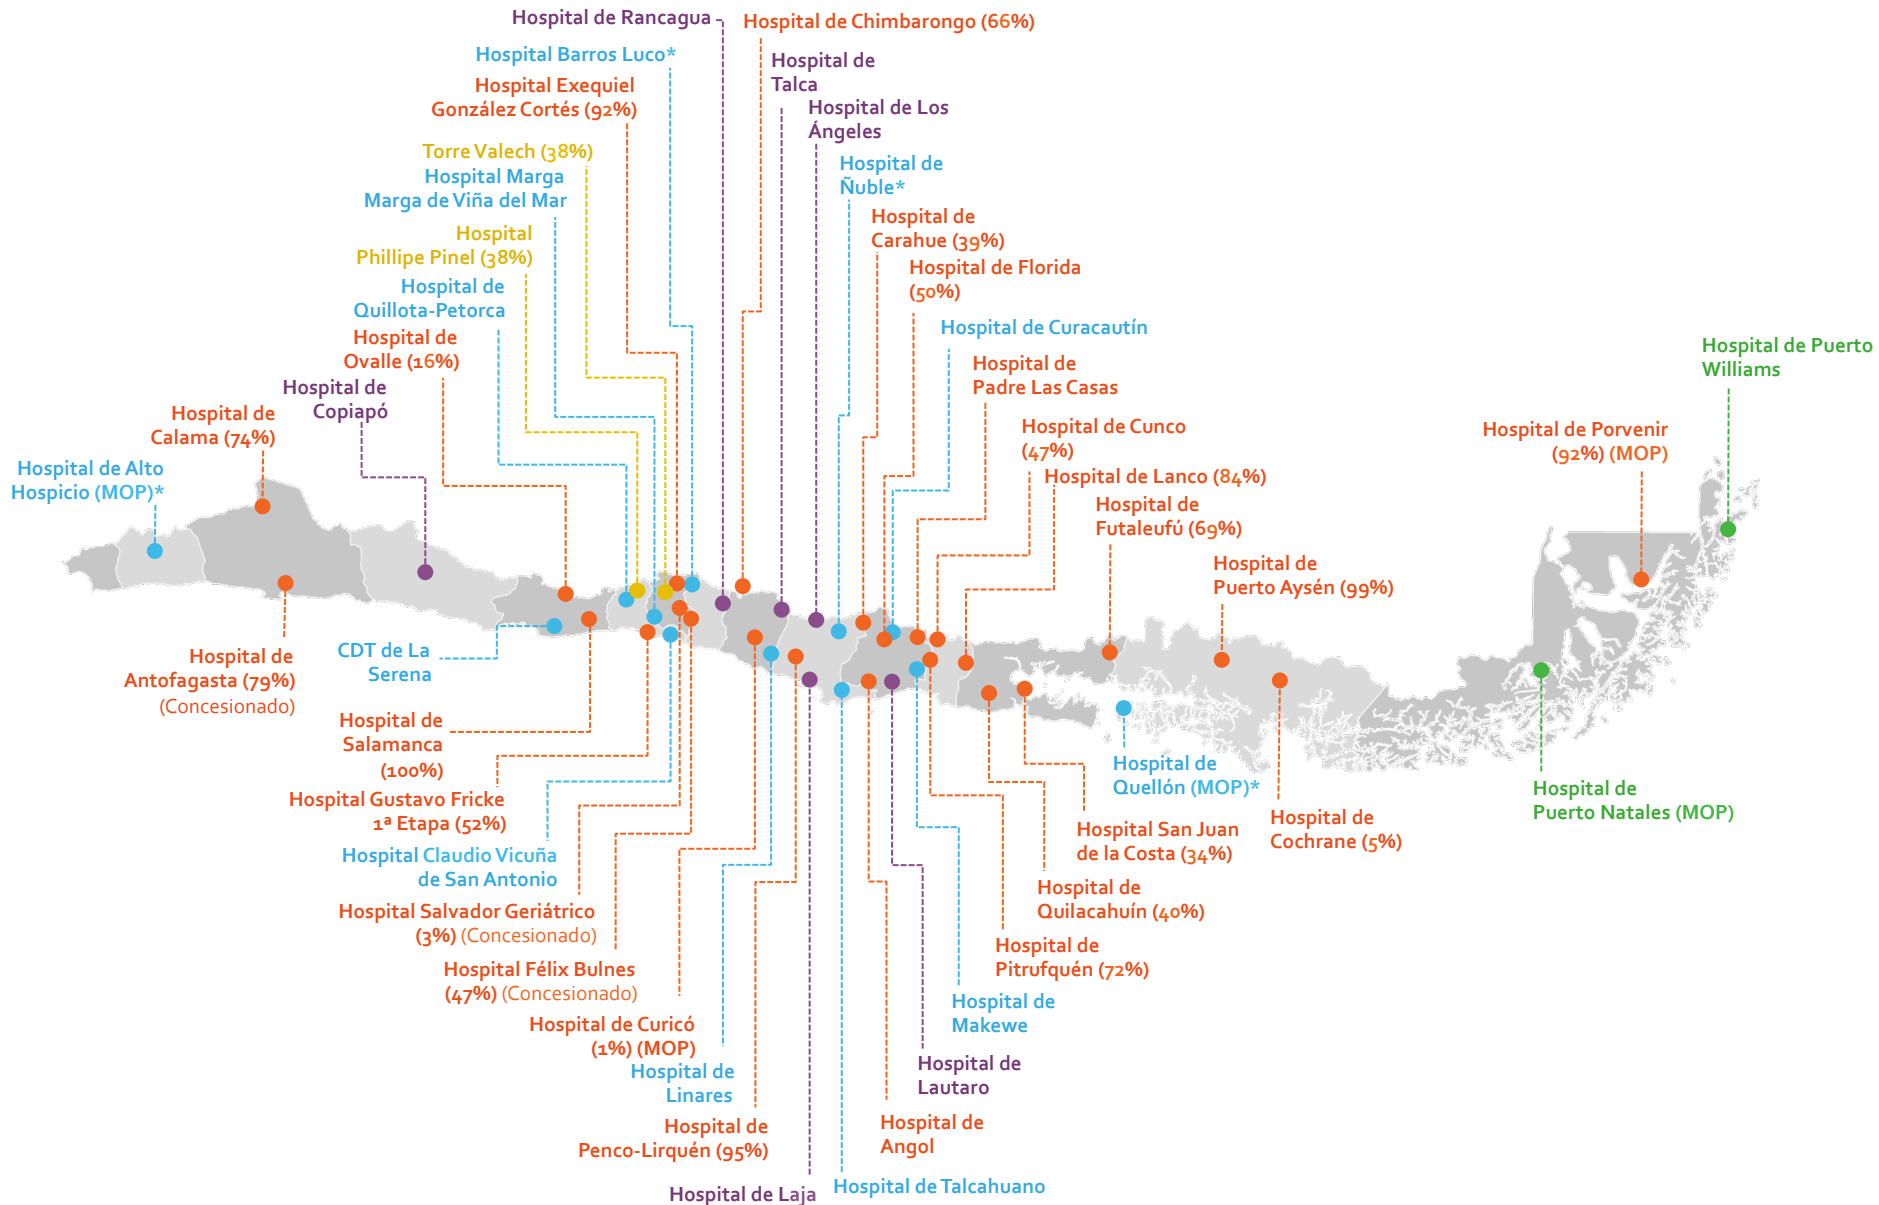 Hospital de Rancagua
Hospital de Chimbarongo (66%)
Hospital Barros Luco*
Hospital de
Talca
Hospital Exequiel
González Cortés (92%)
Hospital de Los
Ángeles
Torre Valech (38%)
Hospital de
Ñuble*
Hospital Marga
Marga de Viña del Mar
Hospital de
Carahue (39%)
Hospital
Phillipe Pinel (38%)
Hospital de Florida
(50%)
Hospital de
Quillota-Petorca
Hospital de Curacautín
Hospital de
Ovalle (16%)
Hospital de Puerto
Williams
Hospital de
Padre Las Casas
Hospital de
Copiapó
Hospital de
Calama (74%)
Hospital de Cunco
(47%)
Hospital de Porvenir
(92%) (MOP)
Hospital de Alto
Hospicio (MOP)*
Hospital de Lanco (84%)
Hospital de
Futaleufú (69%)
Hospital de
Puerto Aysén (99%)
CDT de La
Serena
Hospital de
Antofagasta (79%)
(Concesionado)
Hospital de
Salamanca
(100%)
Hospital de
Quellón (MOP)*
Hospital de
Puerto Natales (MOP)
Hospital Gustavo Fricke
1ª Etapa (52%)
Hospital San Juan
de la Costa (34%)
Hospital de
Cochrane (5%)
Hospital Claudio Vicuña
de San Antonio
Hospital de
Quilacahuín (40%)
Hospital Salvador Geriátrico
(3%) (Concesionado)
Hospital de
Pitrufquén (72%)
Hospital Félix Bulnes
(47%) (Concesionado)
Hospital de
Makewe
Hospital de Curicó
(1%) (MOP)
Hospital de
Lautaro
Hospital de
Linares
Hospital de
Angol
Hospital de
Penco-Lirquén (95%)
Hospital de Laja
Hospital de Talcahuano